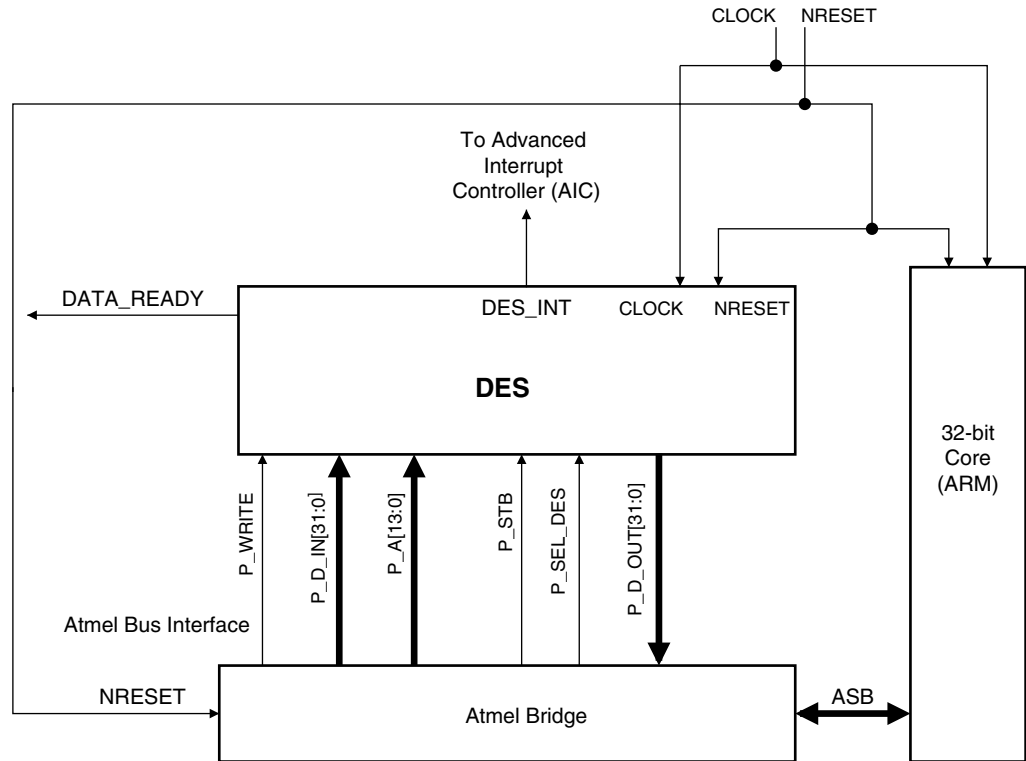 CLOCK NRESET
To Advanced
Interrupt
Controller (AIC)
DATA_READY
DES_INT
CLOCK
NRESET
DES
32-bit
Core
(ARM)
P_WRITE
P_D_IN[31:0]
P_A[13:0]
P_STB
P_SEL_DES
P_D_OUT[31:0]
Atmel Bus Interface
NRESET
Atmel Bridge
ASB